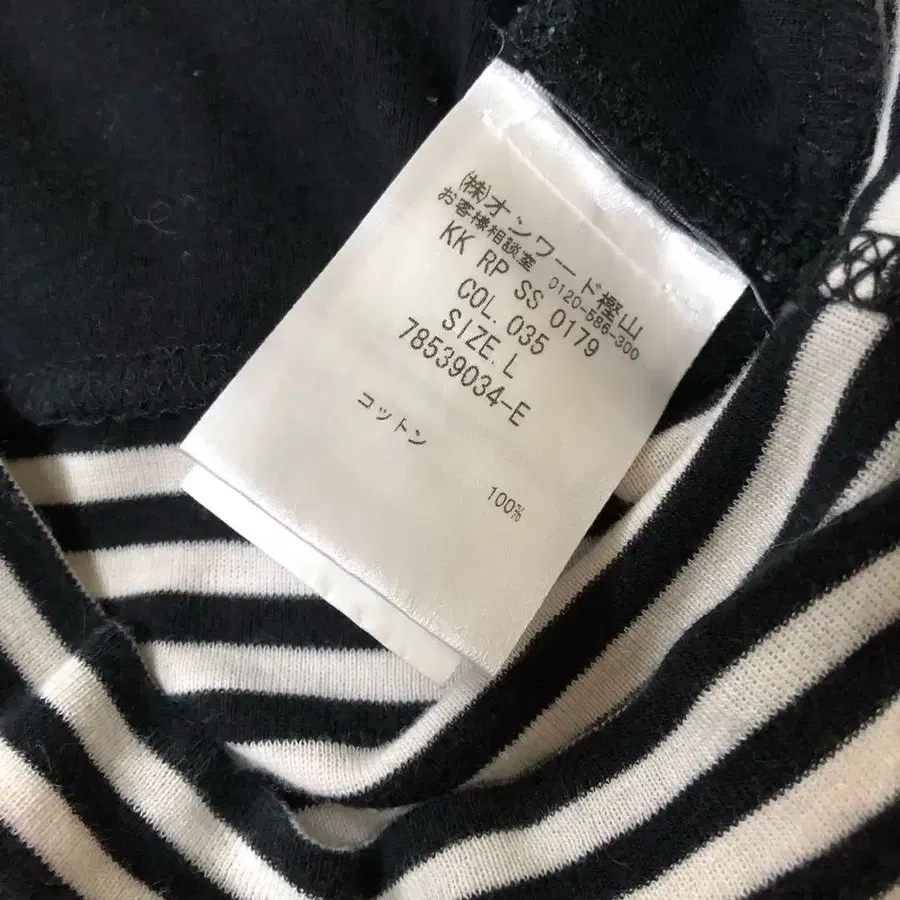 ㈱オンワード樫山
お客様相談室 0120-586-300
KK RP SS 0179
COL. 035
SIZE. L
78539034-E
コットン 100%